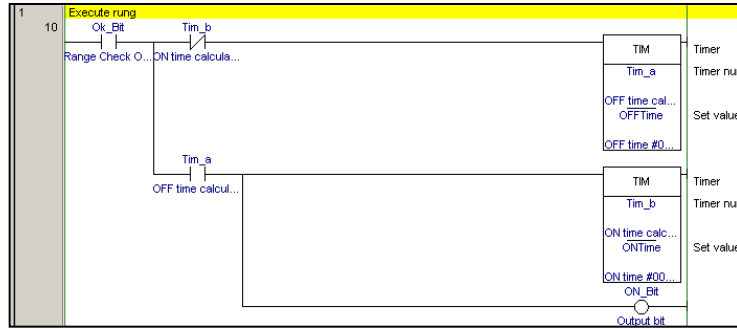 1 Execute rung
10 Ok_Bit Tim_b
Range Check O... ON time calcula...
TIM Timer
Tim_a Timer nu
OFF time cal...
OFFTime Set value
OFF time #0...
Tim_a
OFF time calcul...
TIM Timer
Tim_b Timer nu
ON time calc...
ONTime Set value
ON time #00...
ON_Bit
Output bit